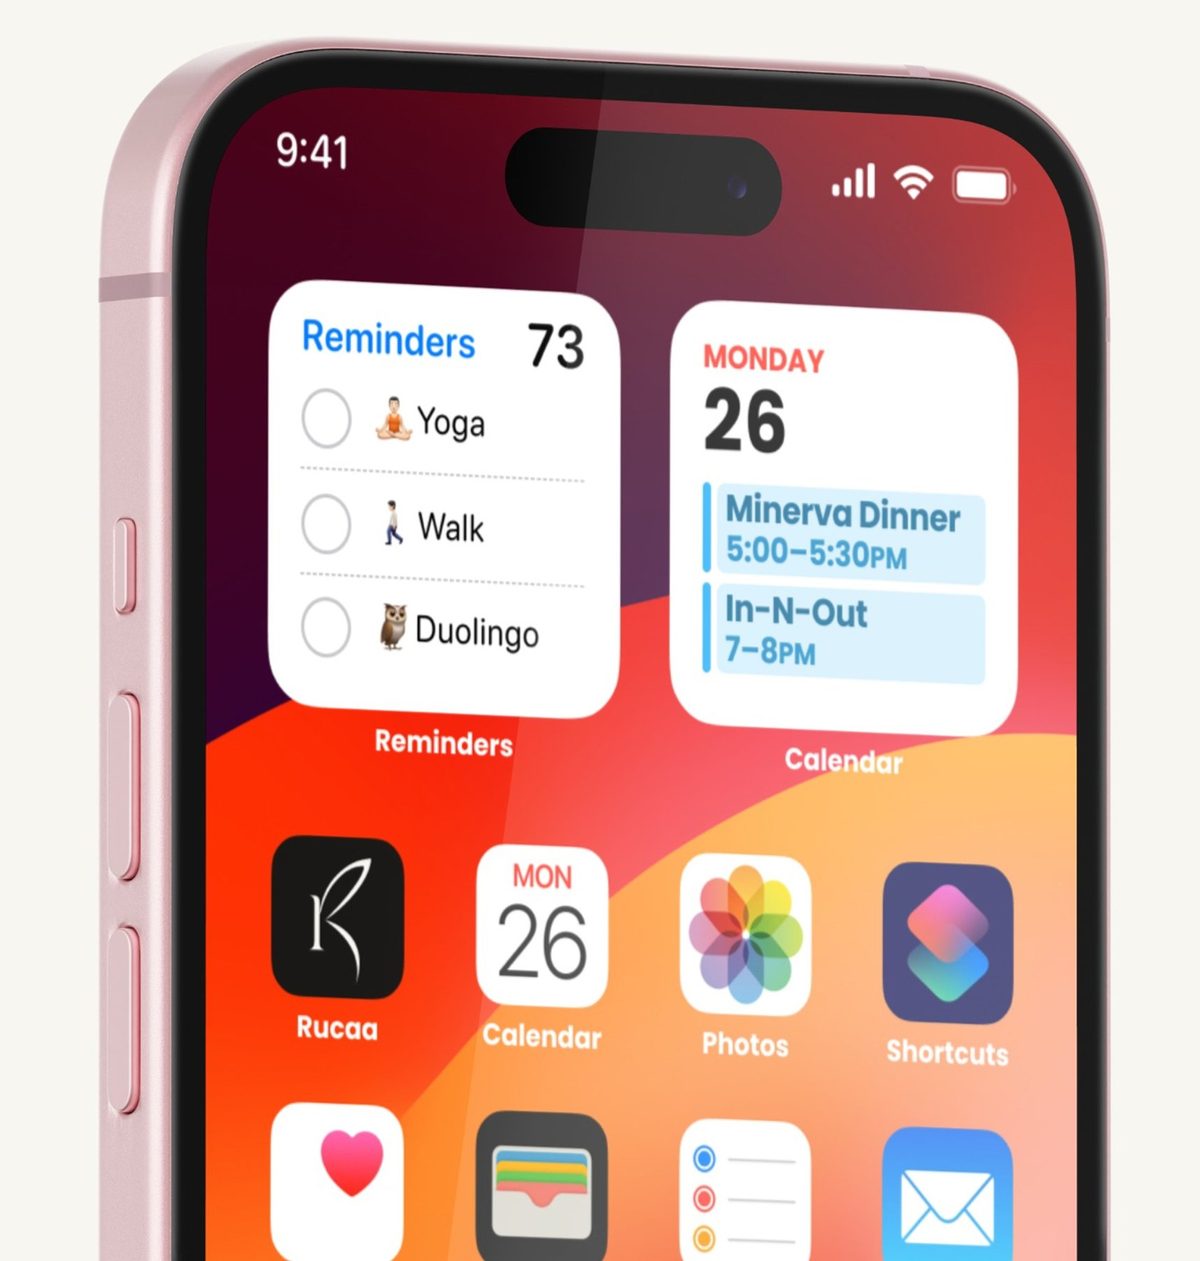 9:41
Reminders 73
Yoga
Walk
Duolingo
Reminders
MONDAY
26
Minerva Dinner
5:00–5:30PM
In-N-Out
7–8PM
Calendar
MON
26
Rucaa
Calendar
Photos
Shortcuts